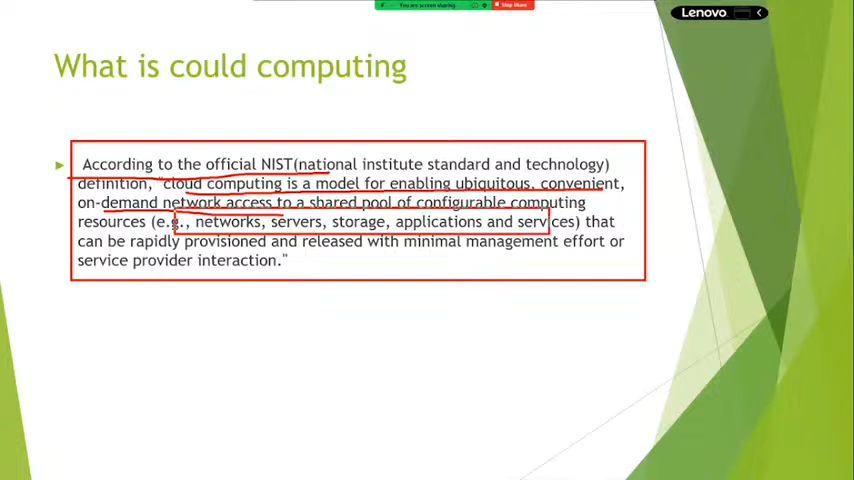 You are screen sharing
Stop Share
Lenovo
What is could computing
According to the official NIST(national institute standard and technology)
definition, "cloud computing is a model for enabling ubiquitous, convenient,
on-demand network access to a shared pool of configurable computing
resources (e.g., networks, servers, storage, applications and services) that
can be rapidly provisioned and released with minimal management effort or
service provider interaction."